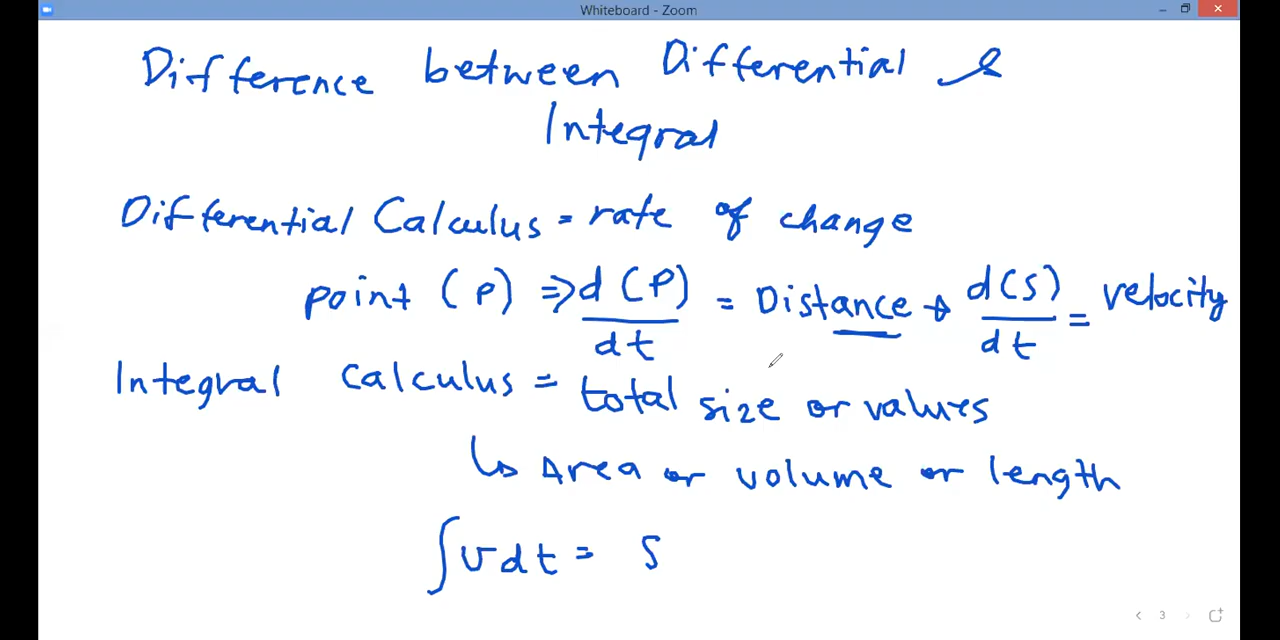 Whiteboard - Zoom
Difference between Differential &
Integral
Differential Calculus = rate of change
point (P) => d(P)/dt = Distance → d(S)/dt = velocity
Integral Calculus = total size or values
↳ Area or volume or length
∫ v dt = S
3